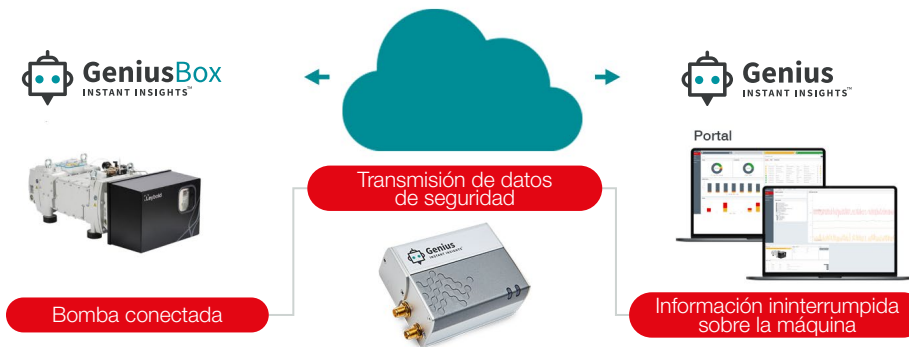 GeniusBox
INSTANT INSIGHTS™
Genius
INSTANT INSIGHTS™
Portal
Transmisión de datos
de seguridad
Genius
INSTANT INSIGHTS
Bomba conectada
Información ininterrumpida
sobre la máquina